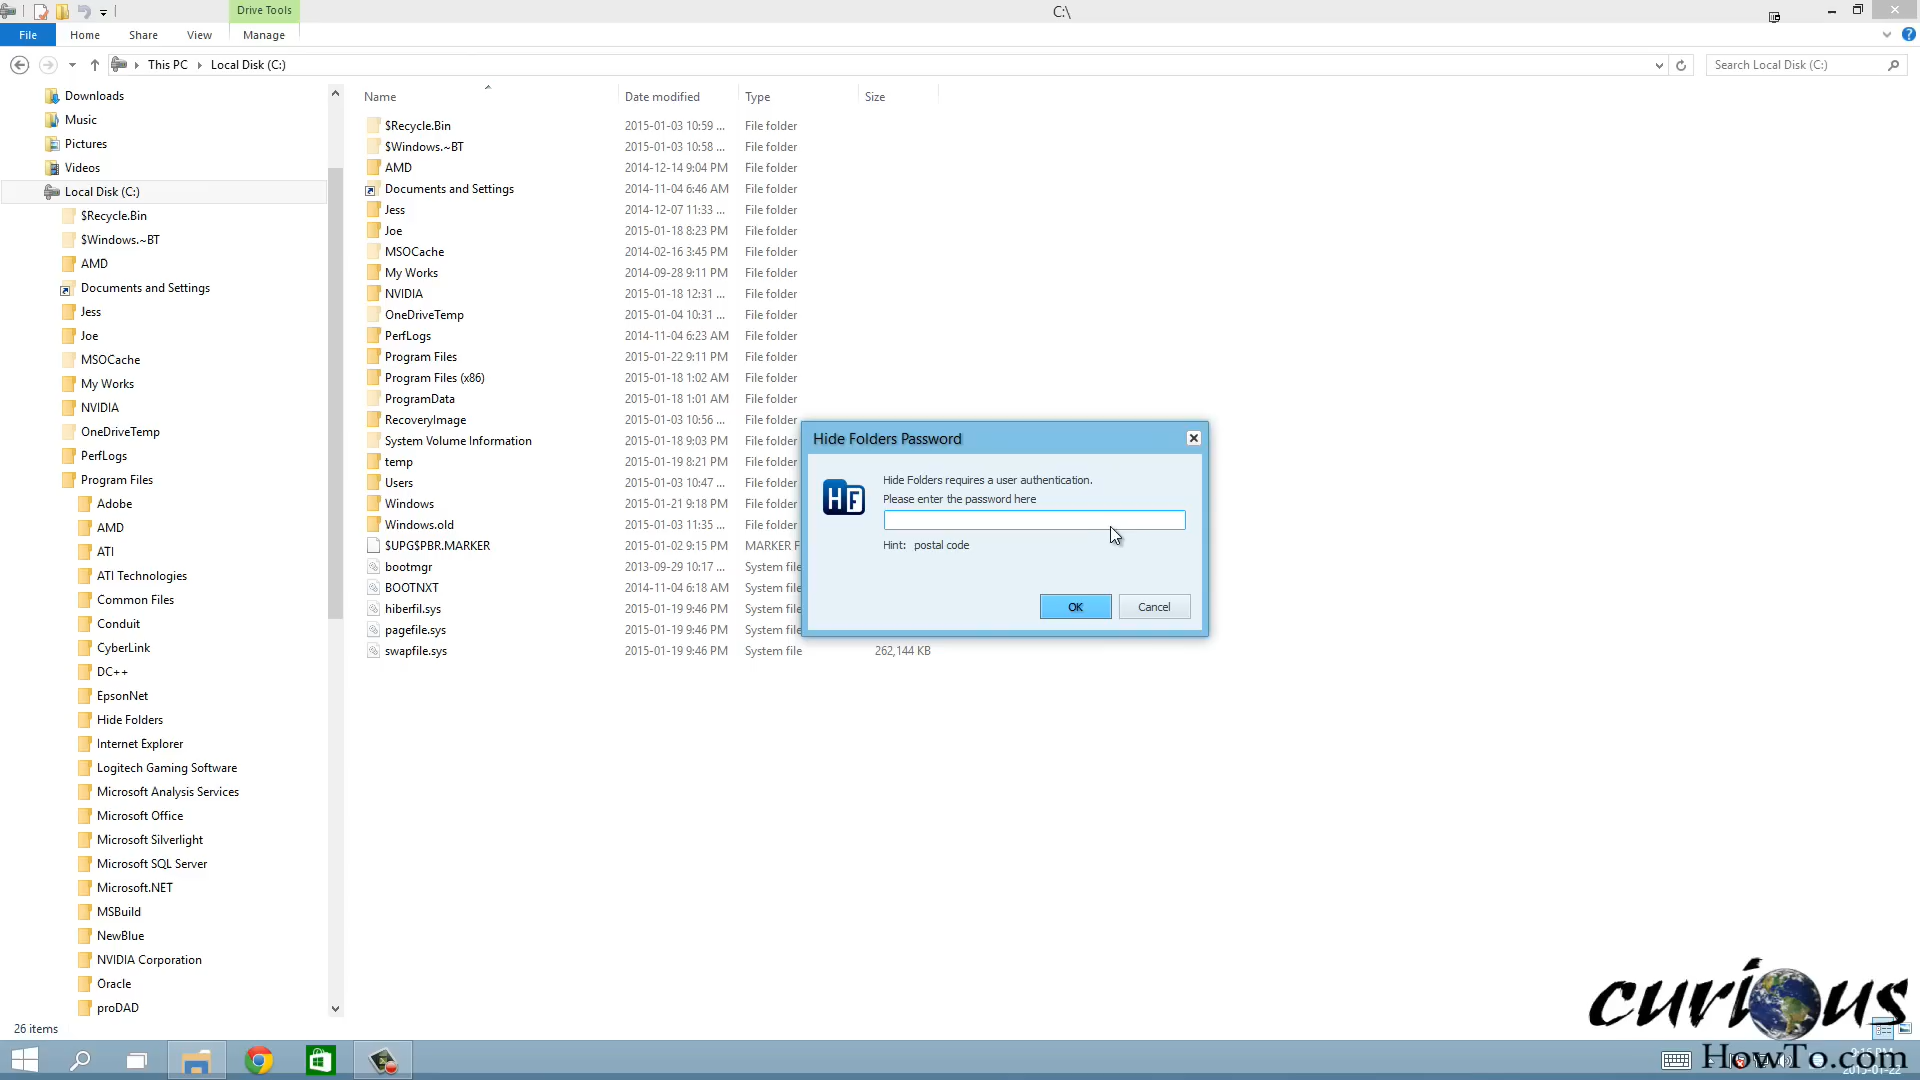 Drive Tools
C:\
File Home Share View Manage
This PC Local Disk (C:)
Search Local Disk (C:)
Downloads
Music
Pictures
Videos
Local Disk (C:)
$Recycle.Bin
$Windows.~BT
AMD
Documents and Settings
Jess
Joe
MSOCache
My Works
NVIDIA
OneDriveTemp
PerfLogs
Program Files
Adobe
AMD
ATI
ATI Technologies
Common Files
Conduit
CyberLink
DC++
EpsonNet
Hide Folders
Internet Explorer
Logitech Gaming Software
Microsoft Analysis Services
Microsoft Office
Microsoft Silverlight
Microsoft SQL Server
Microsoft.NET
MSBuild
NewBlue
NVIDIA Corporation
Oracle
proDAD
Name Date modified Type Size
$Recycle.Bin 2015-01-03 10:59 ... File folder
$Windows.~BT 2015-01-03 10:58 ... File folder
AMD 2014-12-14 9:04 PM File folder
Documents and Settings 2014-11-04 6:46 AM File folder
Jess 2014-12-07 11:33 ... File folder
Joe 2015-01-18 8:23 PM File folder
MSOCache 2014-02-16 3:45 PM File folder
My Works 2014-09-28 9:11 PM File folder
NVIDIA 2015-01-18 12:31 ... File folder
OneDriveTemp 2015-01-04 10:31 ... File folder
PerfLogs 2014-11-04 6:23 AM File folder
Program Files 2015-01-22 9:11 PM File folder
Program Files (x86) 2015-01-18 1:02 AM File folder
ProgramData 2015-01-18 1:01 AM File folder
RecoveryImage 2015-01-03 10:56 ... File folder
System Volume Information 2015-01-18 9:03 PM File folder
temp 2015-01-19 8:21 PM File folder
Users 2015-01-03 10:47 ... File folder
Windows 2015-01-21 9:18 PM File folder
Windows.old 2015-01-03 11:35 ... File folder
$UPG$PBR.MARKER 2015-01-02 9:15 PM MARKER F
bootmgr 2013-09-29 10:17 ... System file
BOOTNXT 2014-11-04 6:18 AM System file
hiberfil.sys 2015-01-19 9:46 PM System file
pagefile.sys 2015-01-19 9:46 PM System file
swapfile.sys 2015-01-19 9:46 PM System file 262,144 KB
Hide Folders Password
HF
Hide Folders requires a user authentication.
Please enter the password here
Hint: postal code
OK Cancel
26 items
curious
HowTo.com
2015-01-22